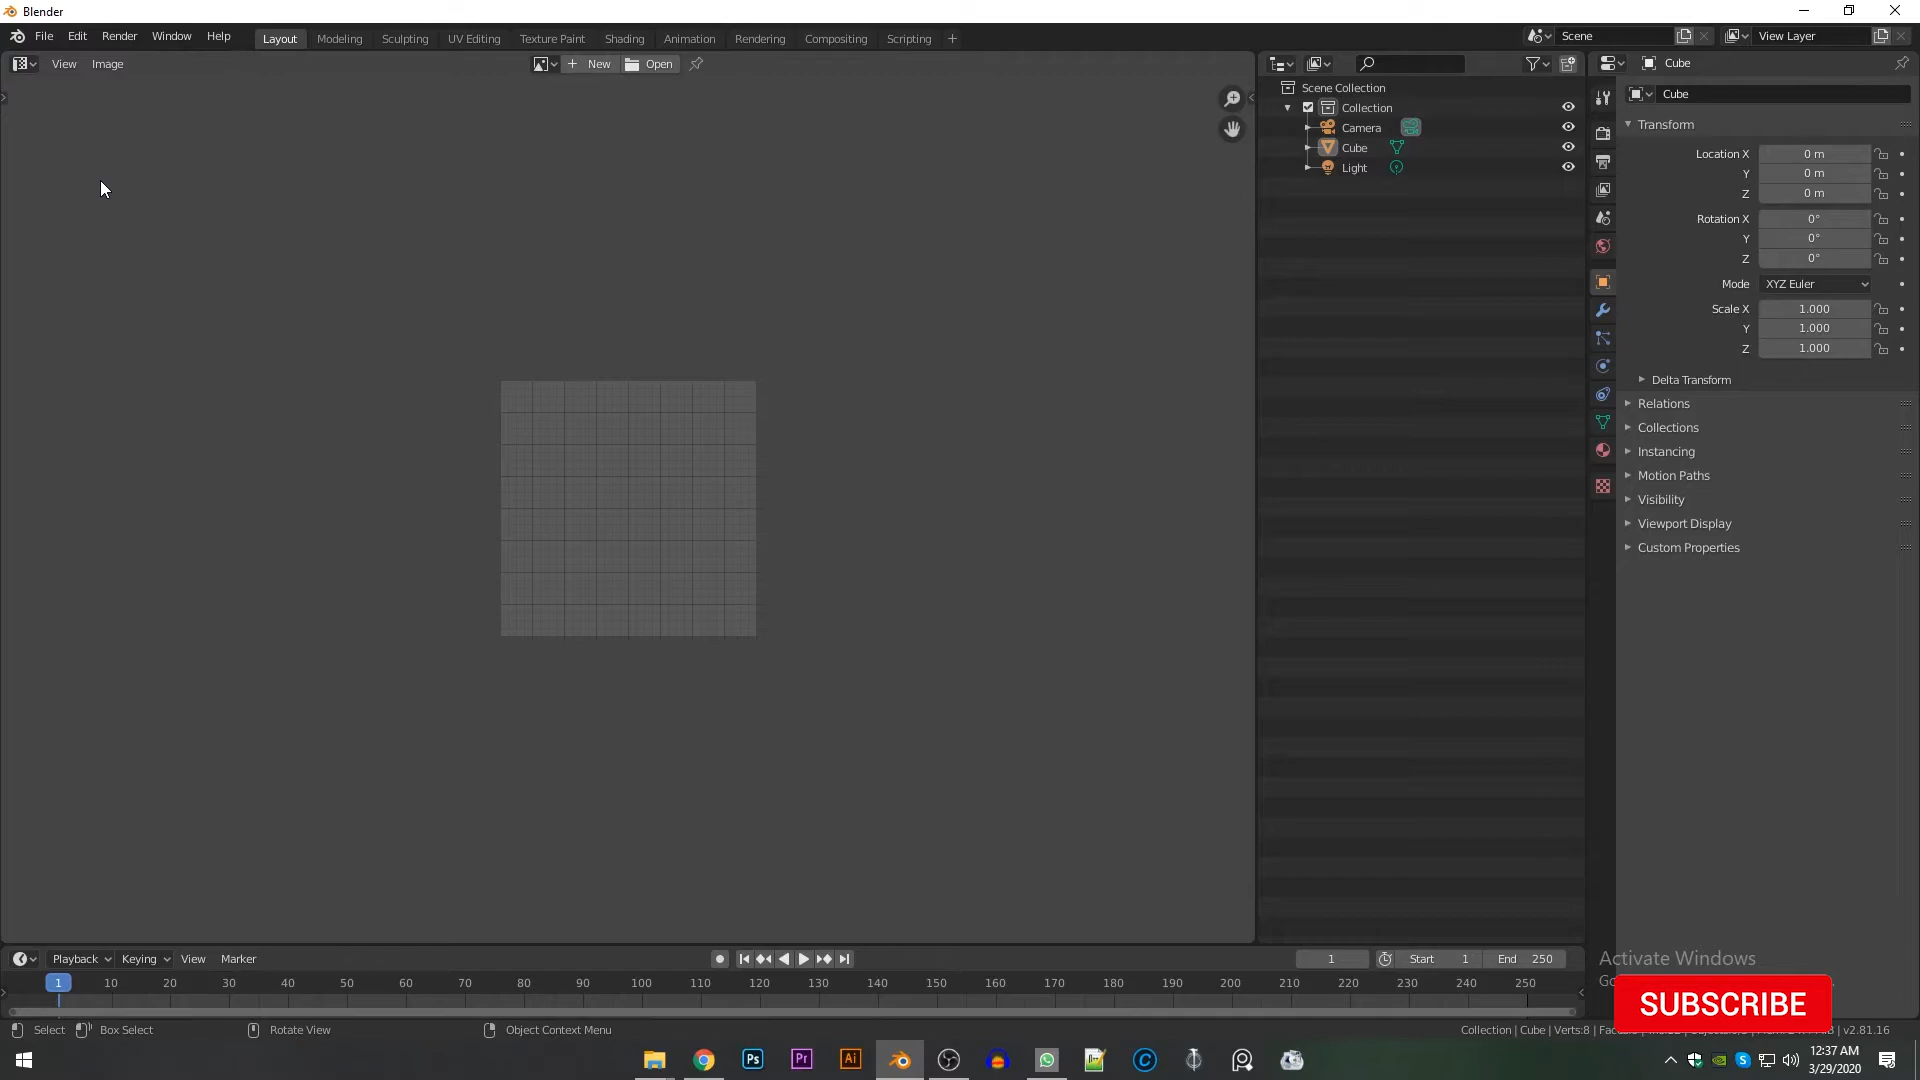 Blender
File Edit Render Window Help Layout Modeling Sculpting UV Editing Texture Paint Shading Animation Rendering Compositing Scripting + Scene View Layer
View Image New Open
Scene Collection
Collection
Camera
Cube
Light
Cube
Cube
Transform
Location X 0 m
Y 0 m
Z 0 m
Rotation X 0°
Y 0°
Z 0°
Mode XYZ Euler
Scale X 1.000
Y 1.000
Z 1.000
Delta Transform
Relations
Collections
Instancing
Motion Paths
Visibility
Viewport Display
Custom Properties
Playback Keying View Marker 1 Start 1 End 250
1 10 20 30 40 50 60 70 80 90 100 110 120 130 140 150 160 170 180 190 200 210 220 230 240 250
Activate Windows
SUBSCRIBE
Select Box Select Rotate View Object Context Menu Collection | Cube | Verts:8 | v2.81.16
Ps Pr Ai
12:37 AM
3/29/2020